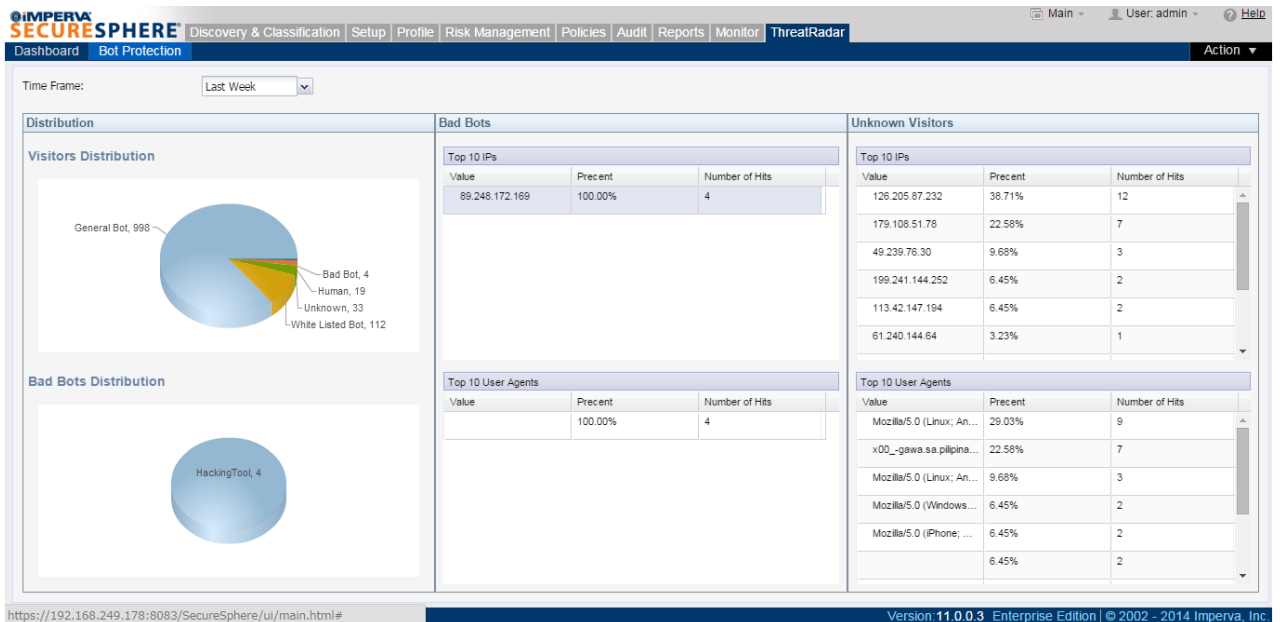 IMPERVA
SECURESPHERE
Main
User: admin
Help
Discovery & Classification Setup Profile Risk Management Policies Audit Reports Monitor ThreatRadar
Dashboard Bot Protection Action
Time Frame: Last Week
Distribution
Visitors Distribution
General Bot, 998
Bad Bot, 4
Human, 19
Unknown, 33
White Listed Bot, 112
Bad Bots Distribution
HackingTool, 4
Bad Bots
Top 10 IPs
Value Precent Number of Hits
89.248.172.169 100.00% 4
Top 10 User Agents
Value Precent Number of Hits
100.00% 4
Unknown Visitors
Top 10 IPs
Value Precent Number of Hits
126.205.87.232 38.71% 12
179.108.51.78 22.58% 7
49.239.76.30 9.68% 3
199.241.144.252 6.45% 2
113.42.147.194 6.45% 2
61.240.144.64 3.23% 1
Top 10 User Agents
Value Precent Number of Hits
Mozilla/5.0 (Linux; An... 29.03% 9
x00_-gawa.sa.pilipina... 22.58% 7
Mozilla/5.0 (Linux; An... 9.68% 3
Mozilla/5.0 (Windows... 6.45% 2
Mozilla/5.0 (iPhone; ... 6.45% 2
6.45% 2
https://192.168.249.178:8083/SecureSphere/ui/main.html#
Version:11.0.0.3 Enterprise Edition | © 2002 - 2014 Imperva, Inc.